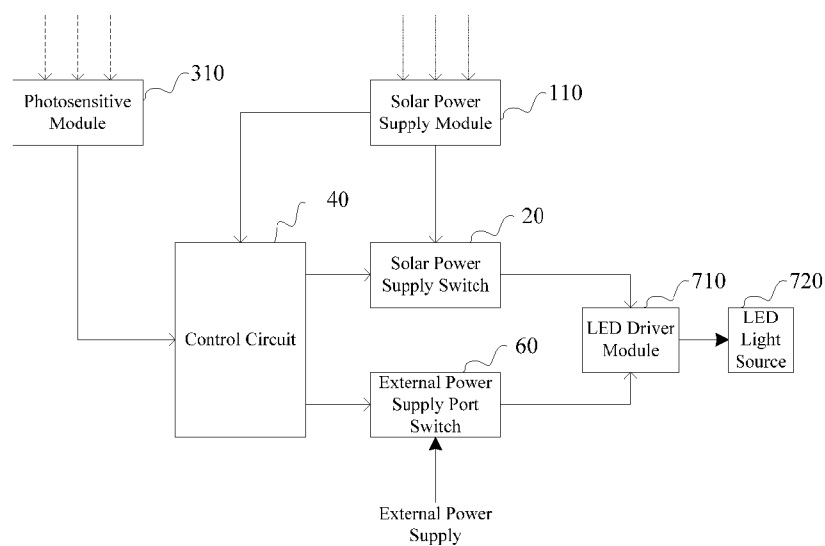 310
Photosensitive
Module
Solar Power
Supply Module
110
40
20
Solar Power
Supply Switch
Control Circuit
710
720
LED Driver
Module
LED
Light
Source
60
External Power
Supply Port
Switch
External Power
Supply